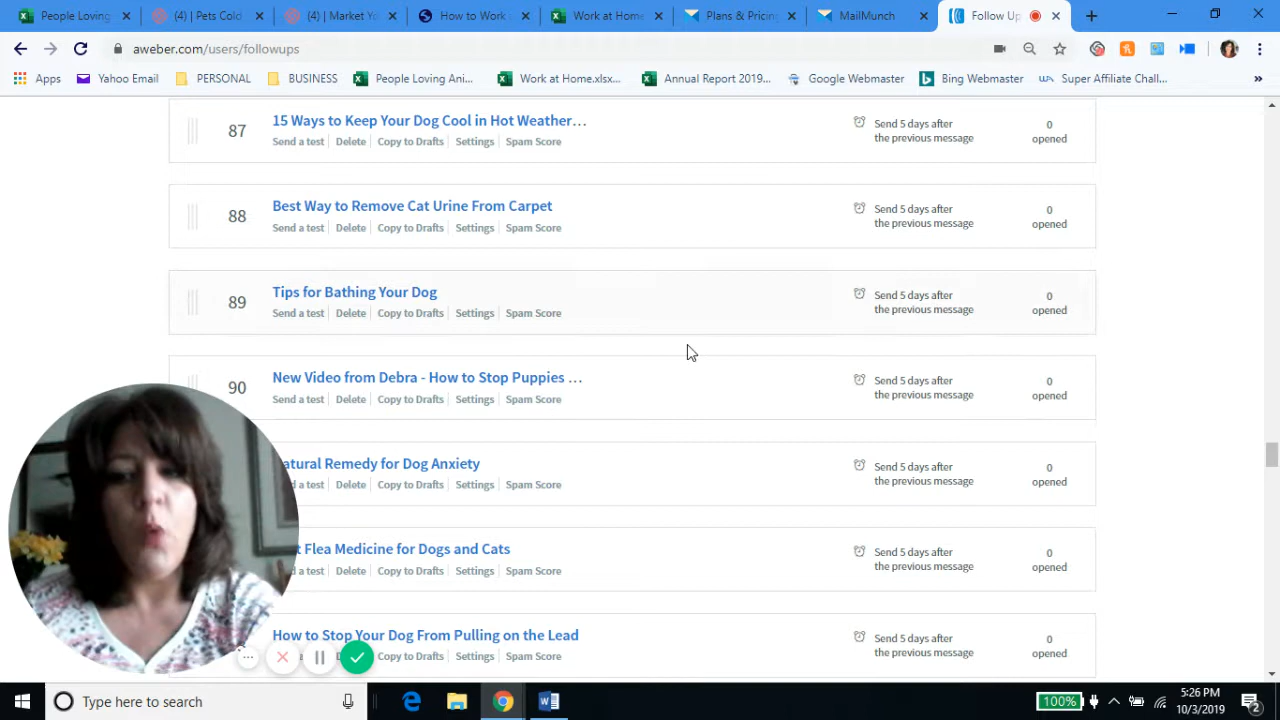 People Loving
(4) | Pets Cold
(4) | Market Yo
How to Work
Work at Home
Plans & Pricing
MailMunch
Follow Up
aweber.com/users/followups
Apps
Yahoo Email
PERSONAL
BUSINESS
People Loving Ani...
Work at Home.xlsx...
Annual Report 2019...
Google Webmaster
Bing Webmaster
Super Affiliate Chall...
»
87
15 Ways to Keep Your Dog Cool in Hot Weather…
Send a test
Delete
Copy to Drafts
Settings
Spam Score
Send 5 days after
the previous message
0
opened
88
Best Way to Remove Cat Urine From Carpet
Send a test
Delete
Copy to Drafts
Settings
Spam Score
Send 5 days after
the previous message
0
opened
89
Tips for Bathing Your Dog
Send a test
Delete
Copy to Drafts
Settings
Spam Score
Send 5 days after
the previous message
0
opened
90
New Video from Debra - How to Stop Puppies …
Send a test
Delete
Copy to Drafts
Settings
Spam Score
Send 5 days after
the previous message
0
opened
atural Remedy for Dog Anxiety
d a test
Delete
Copy to Drafts
Settings
Spam Score
Send 5 days after
the previous message
0
opened
t Flea Medicine for Dogs and Cats
d a test
Delete
Copy to Drafts
Settings
Spam Score
Send 5 days after
the previous message
0
opened
How to Stop Your Dog From Pulling on the Lead
Copy to Drafts
Settings
Spam Score
Send 5 days after
the previous message
0
opened
Type here to search
100%
5:26 PM
10/3/2019
2